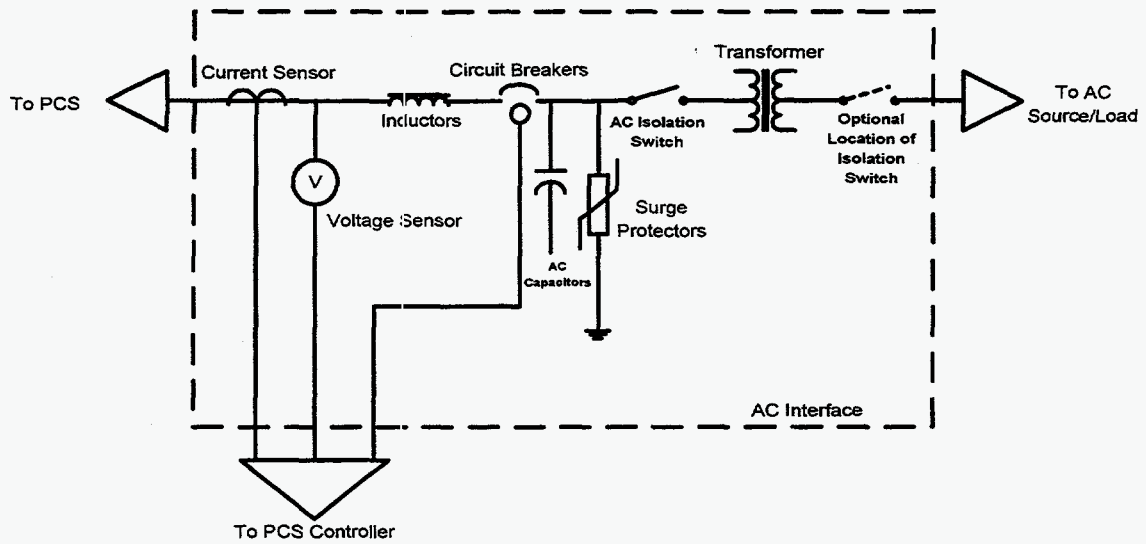 Transformer
Current Sensor
Circuit Breakers
To PCS
Inductors
AC Isolation
Switch
Optional
Location of
Isolation
Switch
To AC
Source/Load
V
Voltage Sensor
Surge
Protectors
AC
Capacitors
AC Interface
To PCS Controller